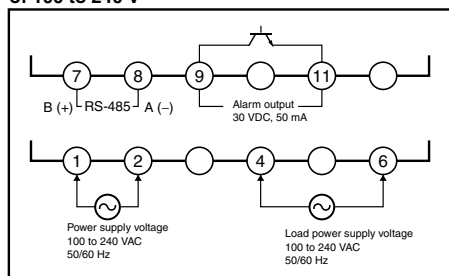 of 100 to 240 V
7 8 9 11
B (+) RS-485 A (−) Alarm output
30 VDC, 50 mA
1 2 4 6
Power supply voltage
100 to 240 VAC
50/60 Hz
Load power supply voltage
100 to 240 VAC
50/60 Hz